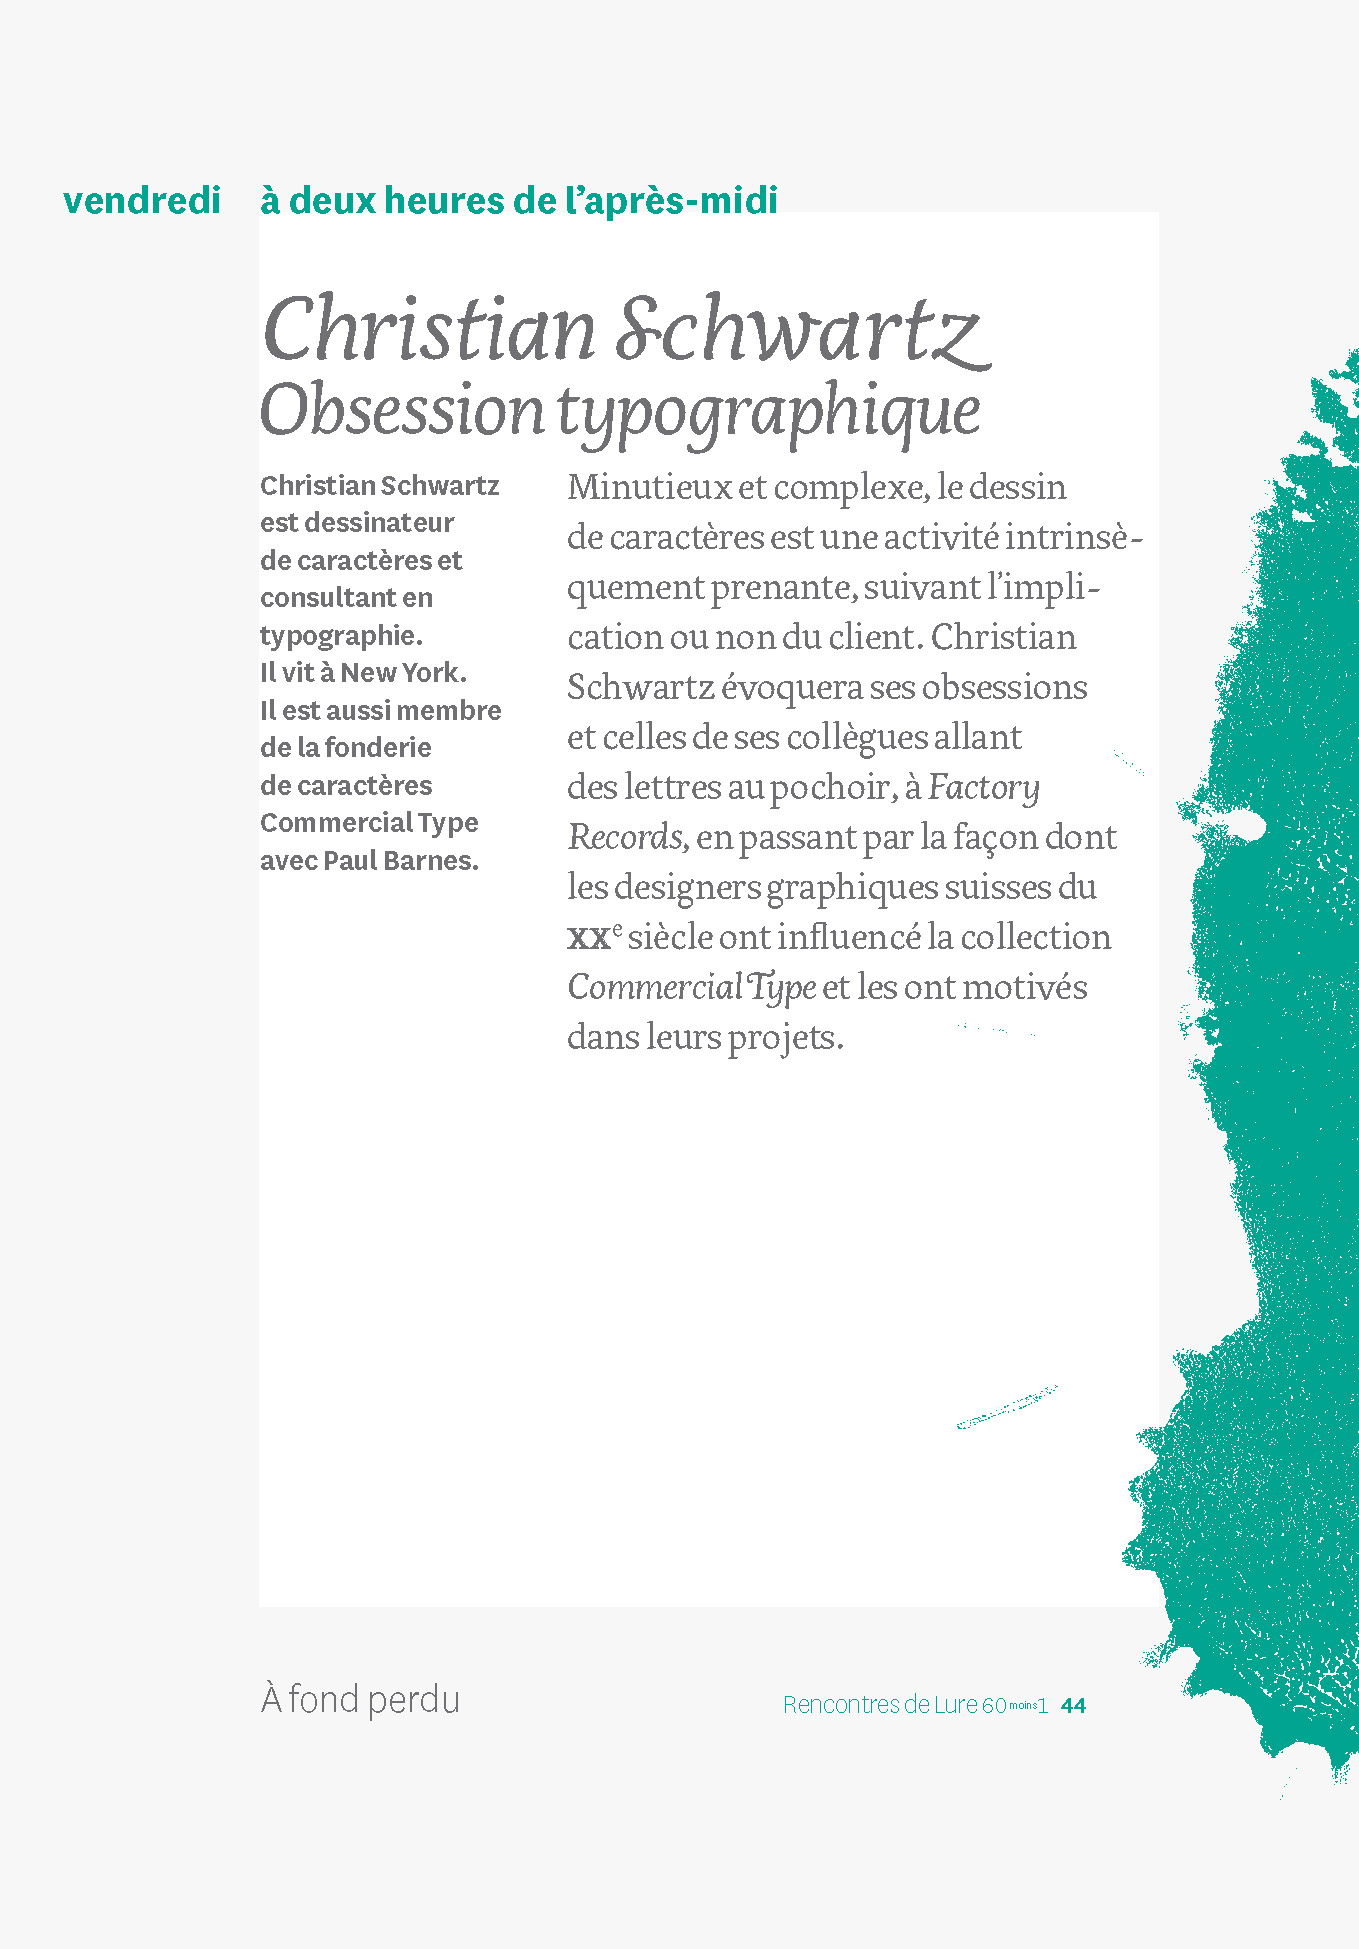 vendredi à deux heures de l’après-midi
Christian Schwartz
Obsession typographique
Christian Schwartz
est dessinateur
de caractères et
consultant en
typographie.
Il vit à New York.
Il est aussi membre
de la fonderie
de caractères
Commercial Type
avec Paul Barnes.
Minutieux et complexe, le dessin
de caractères est une activité intrinsè-
quement prenante, suivant l’impli-
cation ou non du client. Christian
Schwartz évoquera ses obsessions
et celles de ses collègues allant
des lettres au pochoir, à Factory
Records, en passant par la façon dont
les designers graphiques suisses du
XXe siècle ont influencé la collection
Commercial Type et les ont motivés
dans leurs projets.
À fond perdu
Rencontres de Lure 60 moins 1 44